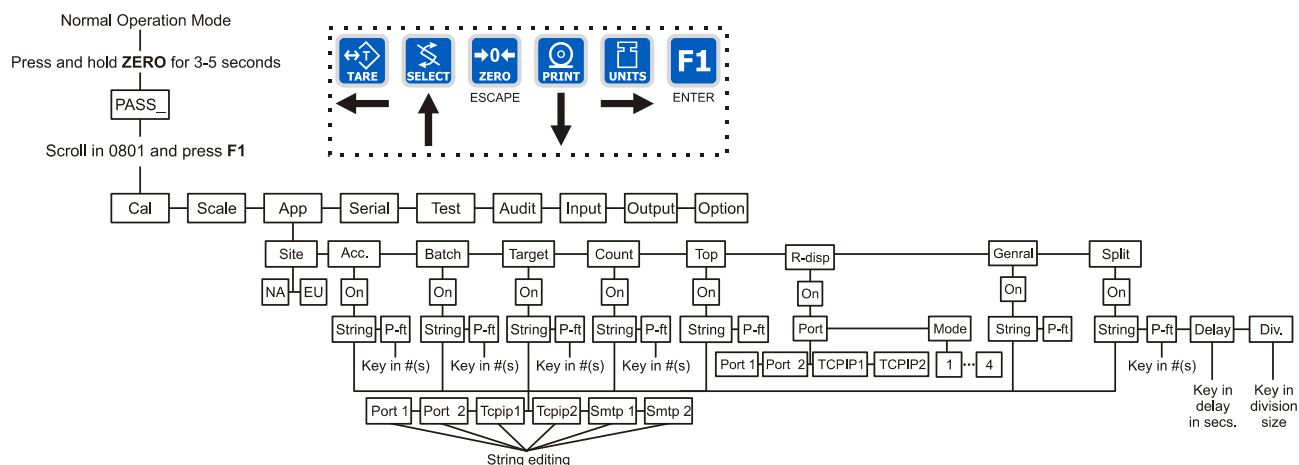 Normal Operation Mode
Press and hold ZERO for 3-5 seconds
PASS_
Scroll in 0801 and press F1
T
TARE
SELECT
0
ZERO
PRINT
UNITS
F1
ESCAPE
ENTER
Cal Scale App Serial Test Audit Input Output Option
Site Acc. Batch Target Count Top R-disp Genral Split
NA EU On On On On On On On On
String P-ft String P-ft String P-ft String P-ft String P-ft Port Mode String P-ft String P-ft Delay Div.
Key in #(s) Key in #(s) Key in #(s) Key in #(s) Port 1 Port 2 TCPIP1 TCPIP2 1 ... 4 Key in #(s)
Key in
delay
in secs.
Key in
division
size
Port 1 Port 2 Tcpip1 Tcpip2 Smtp 1 Smtp 2
String editing